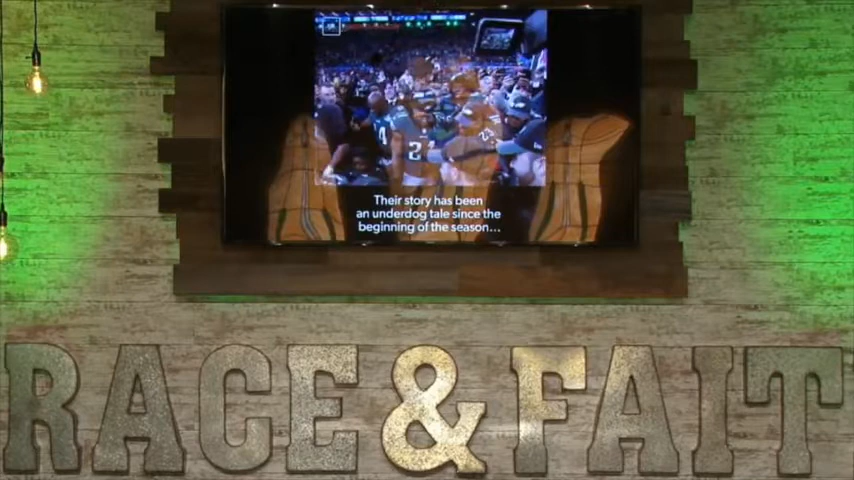 Their story has been
an underdog tale since the
beginning of the season...
RACE & FAIT